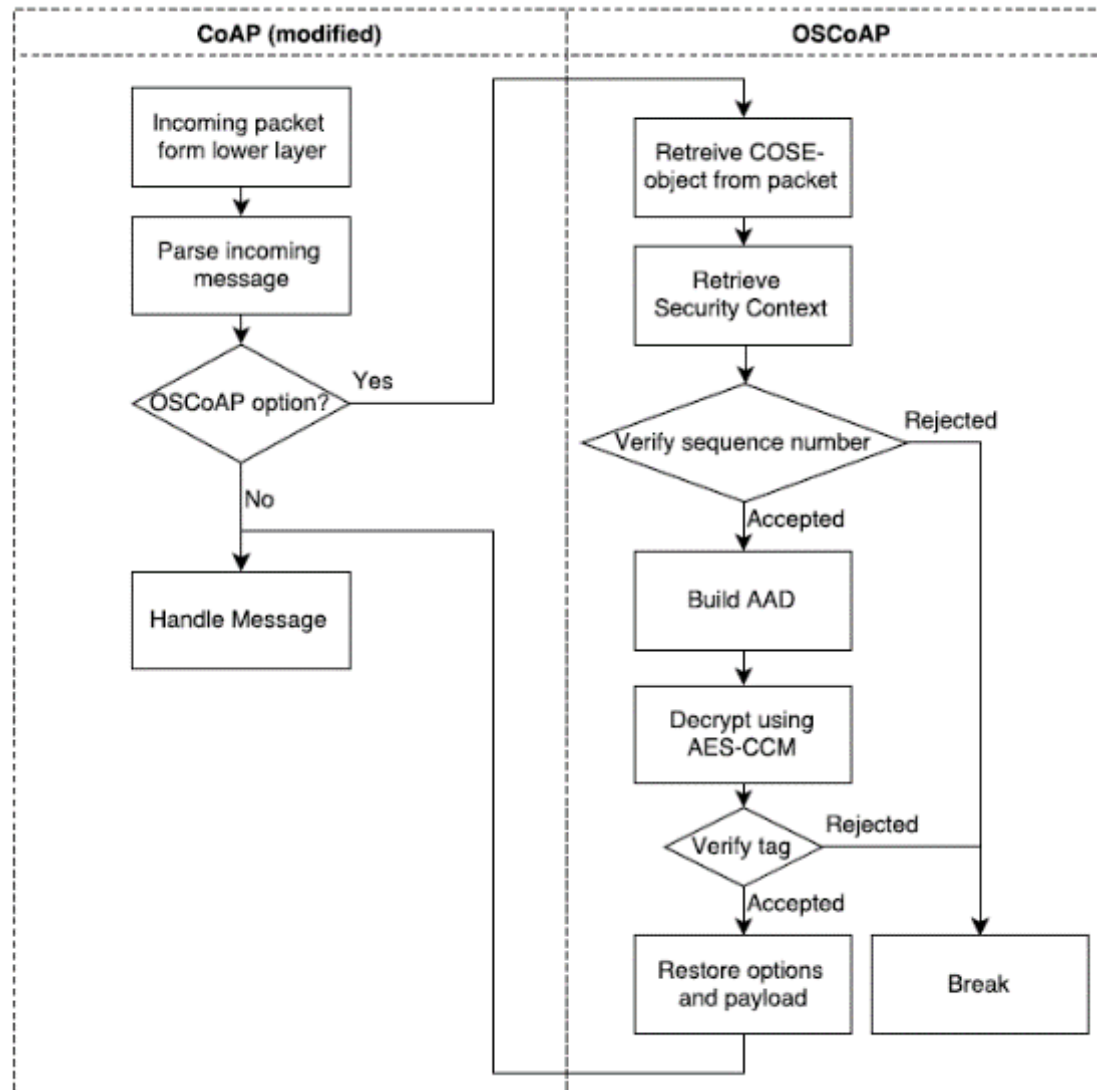 CoAP (modified)
OSCoAP
Incoming packet
form lower layer
Parse incoming
message
OSCoAP option?
Yes
No
Handle Message
Retreive COSE-
object from packet
Retrieve
Security Context
Verify sequence number
Rejected
Accepted
Build AAD
Decrypt using
AES-CCM
Verify tag
Rejected
Accepted
Restore options
and payload
Break